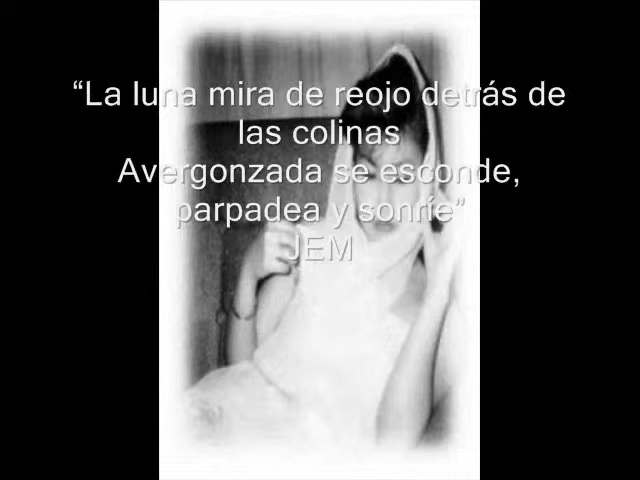 “La luna mira de reojo detrás de
las colinas
Avergonzada se esconde,
parpadea y sonríe”
JEM